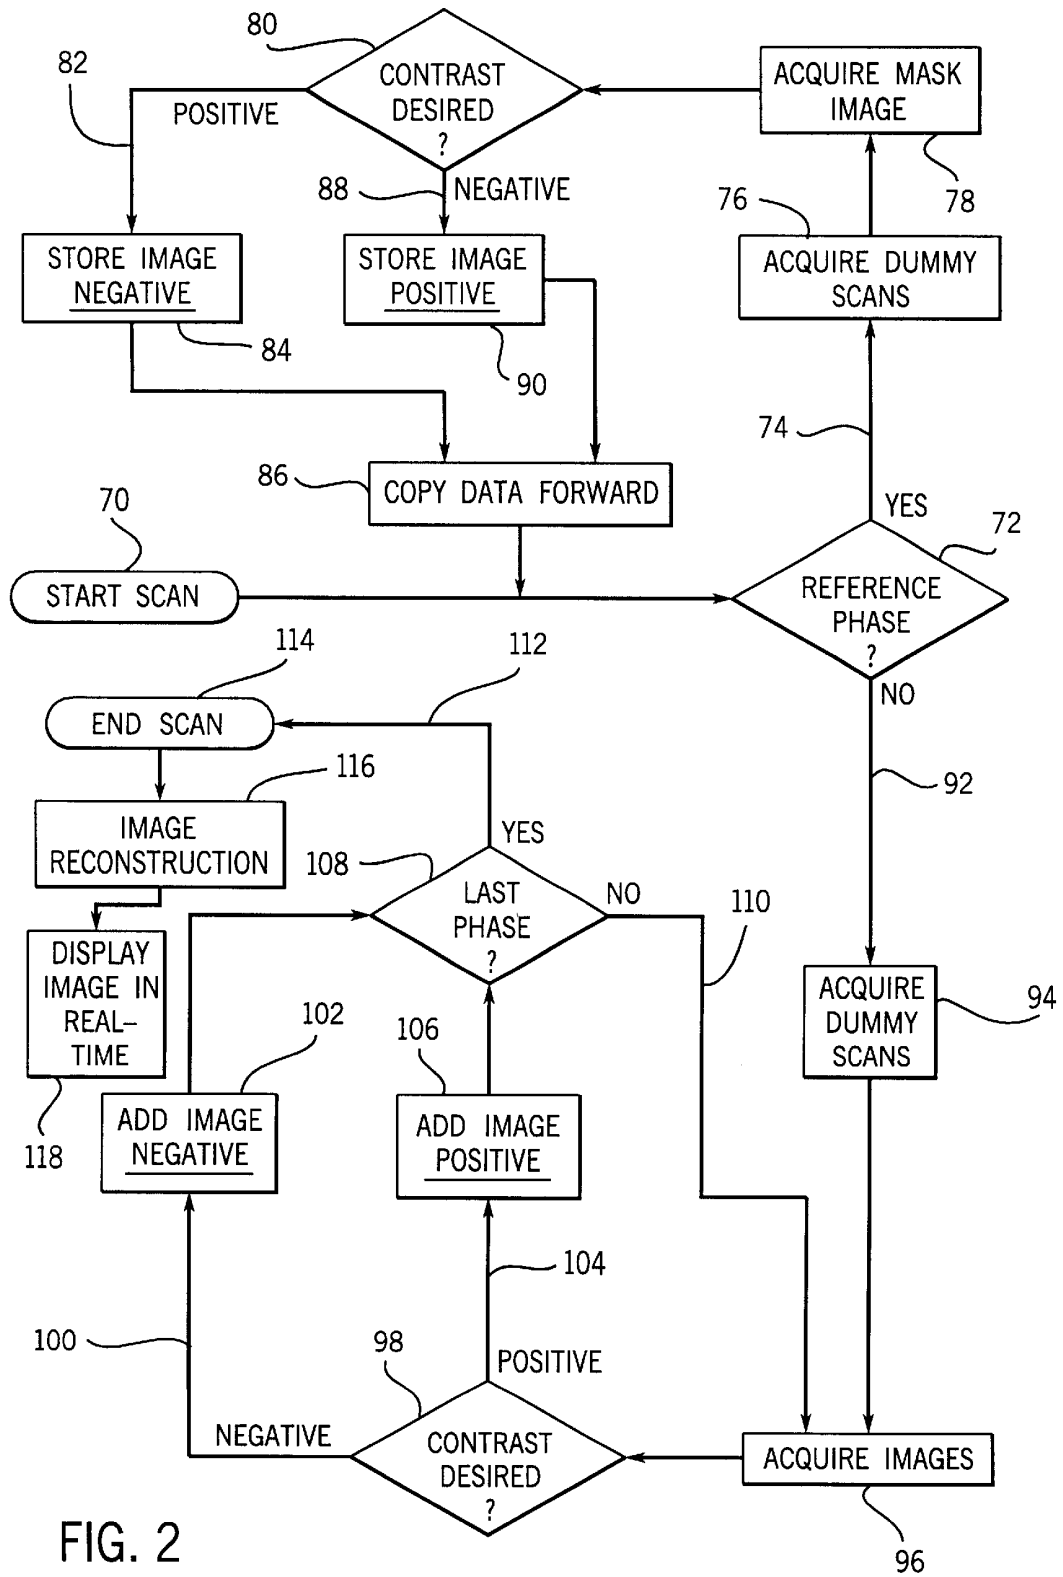 80
CONTRAST
DESIRED
?
82
POSITIVE
ACQUIRE MASK
IMAGE
78
88
NEGATIVE
76
STORE IMAGE
NEGATIVE
84
STORE IMAGE
POSITIVE
90
ACQUIRE DUMMY
SCANS
74
86
COPY DATA FORWARD
YES
70
START SCAN
72
REFERENCE
PHASE
?
NO
114
112
END SCAN
116
92
IMAGE
RECONSTRUCTION
YES
108
LAST
PHASE
?
NO
110
DISPLAY
IMAGE IN
REAL-
TIME
118
102
106
ACQUIRE
DUMMY
SCANS
94
ADD IMAGE
NEGATIVE
ADD IMAGE
POSITIVE
104
100
98
POSITIVE
NEGATIVE
CONTRAST
DESIRED
?
ACQUIRE IMAGES
96
FIG. 2